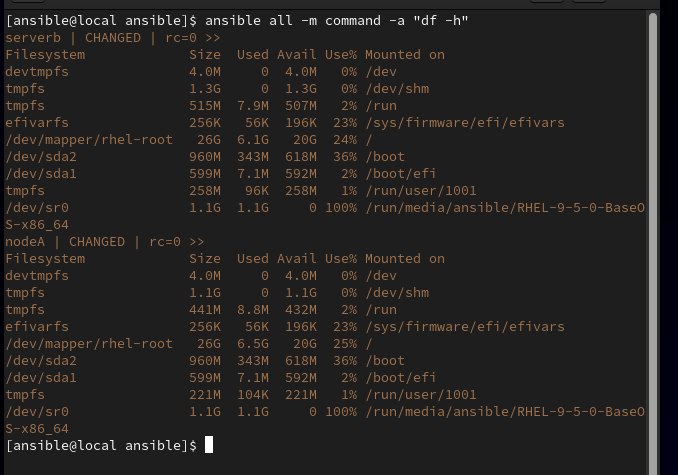 [ansible@local ansible]$ ansible all -m command -a "df -h"
serverb | CHANGED | rc=0 >>
Filesystem             Size  Used Avail Use% Mounted on
devtmpfs               4.0M     0  4.0M   0% /dev
tmpfs                  1.3G     0  1.3G   0% /dev/shm
tmpfs                  515M  7.9M  507M   2% /run
efivarfs               256K   56K  196K  23% /sys/firmware/efi/efivars
/dev/mapper/rhel-root   26G  6.1G   20G  24% /
/dev/sda2              960M  343M  618M  36% /boot
/dev/sda1              599M  7.1M  592M   2% /boot/efi
tmpfs                  258M   96K  258M   1% /run/user/1001
/dev/sr0               1.1G  1.1G     0 100% /run/media/ansible/RHEL-9-5-0-BaseO
S-x86_64
nodeA | CHANGED | rc=0 >>
Filesystem             Size  Used Avail Use% Mounted on
devtmpfs               4.0M     0  4.0M   0% /dev
tmpfs                  1.1G     0  1.1G   0% /dev/shm
tmpfs                  441M  8.8M  432M   2% /run
efivarfs               256K   56K  196K  23% /sys/firmware/efi/efivars
/dev/mapper/rhel-root   26G  6.5G   20G  25% /
/dev/sda2              960M  343M  618M  36% /boot
/dev/sda1              599M  7.1M  592M   2% /boot/efi
tmpfs                  221M  104K  221M   1% /run/user/1001
/dev/sr0               1.1G  1.1G     0 100% /run/media/ansible/RHEL-9-5-0-BaseO
S-x86_64
[ansible@local ansible]$